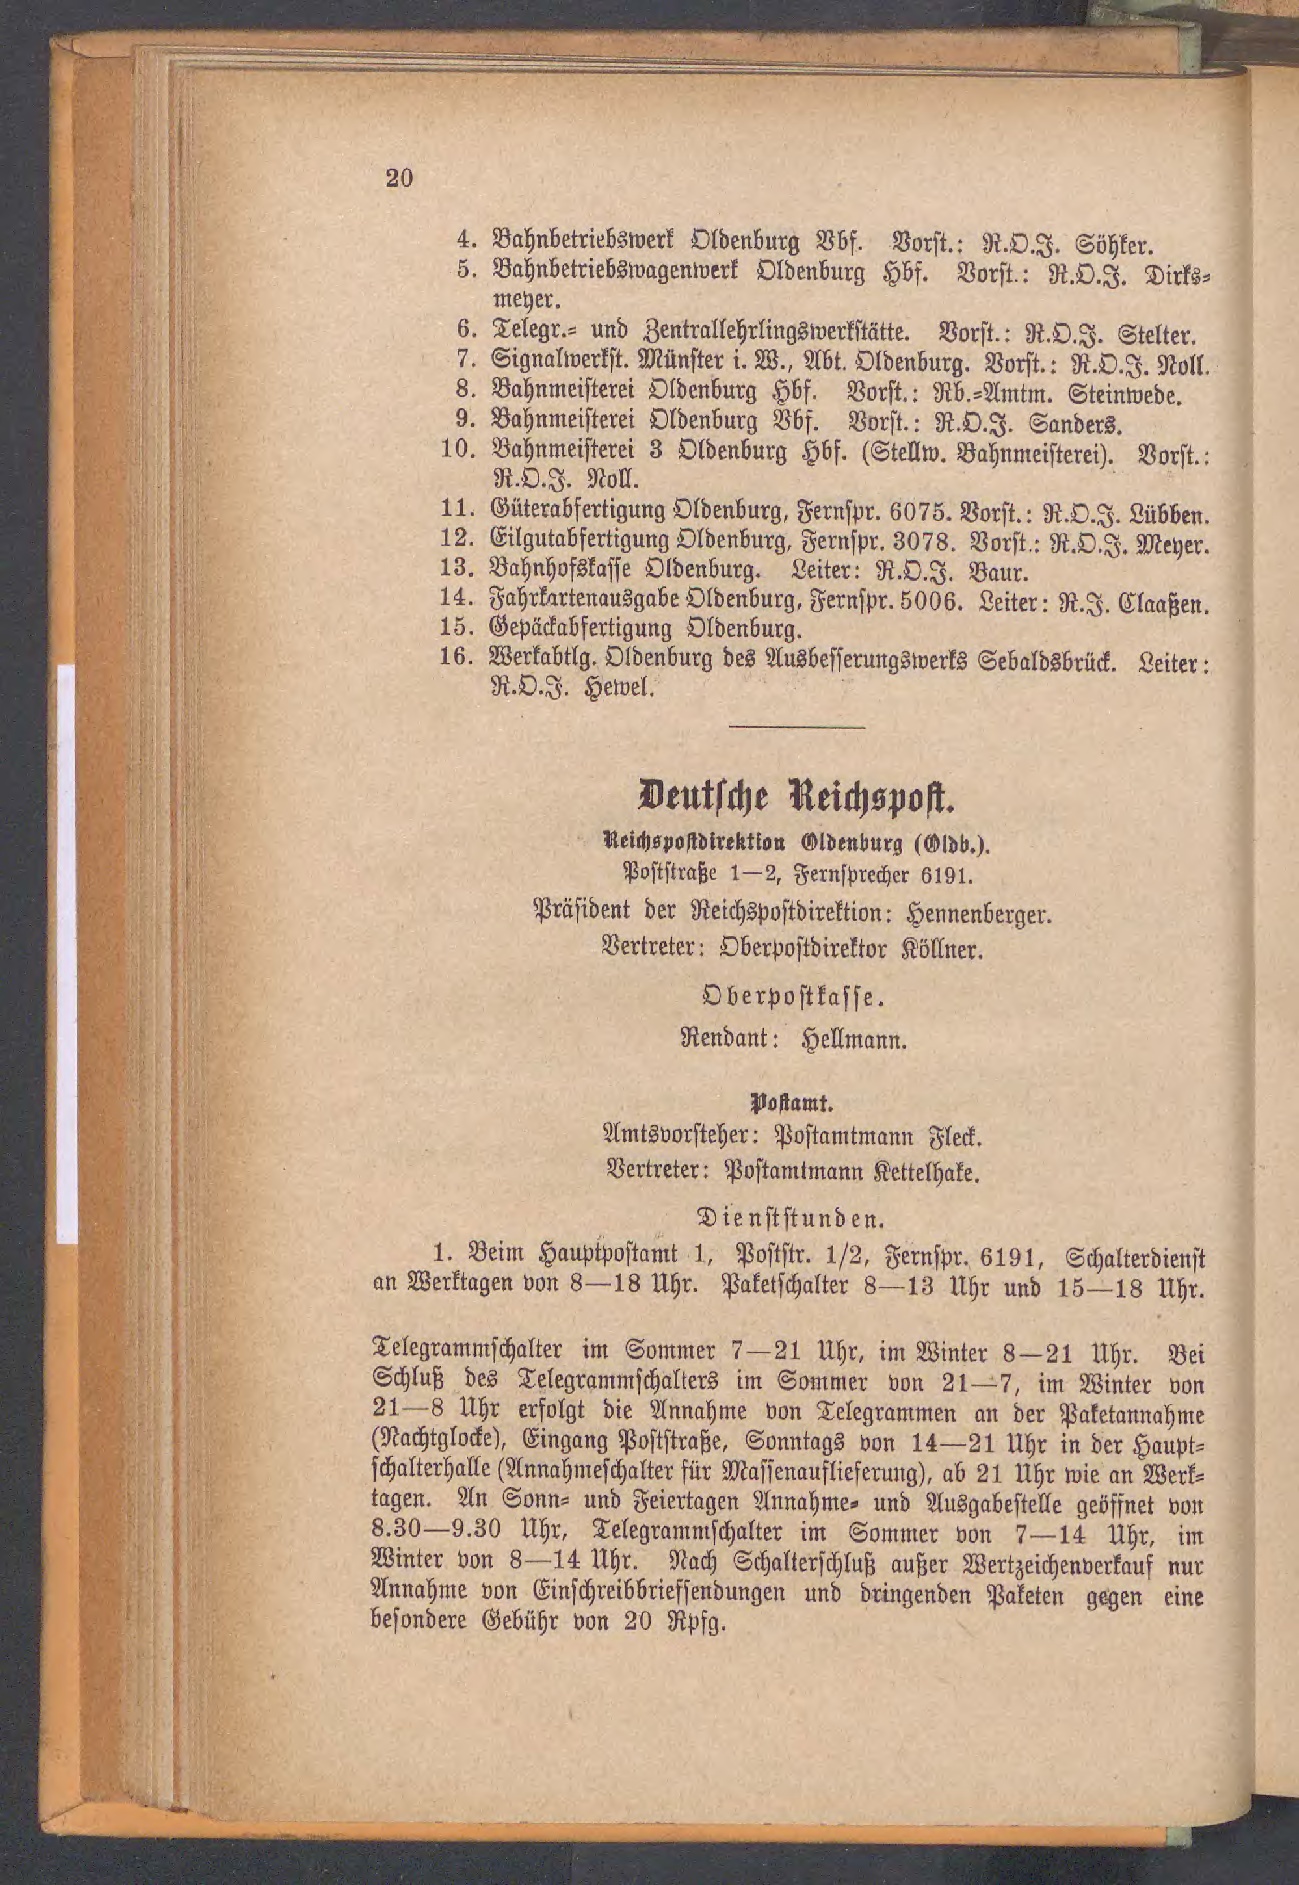 20
4. Bahnbetriebswerk Oldenburg Vbf. Vorst.: R.O.J. Söhker.
5. Bahnbetriebswagenwerk Oldenburg Hbf. Vorst.: R.O.J. Dirks-
meyer.
6. Telegr.- und Zentrallehrlingswerkstätte. Vorst.: R.O.J. Stelter.
7. Signalwerkst. Münster i. W., Abt. Oldenburg. Vorst.: R.O.J. Noll.
8. Bahnmeisterei Oldenburg Hbf. Vorst.: Rb.-Amtm. Steinwede.
9. Bahnmeisterei Oldenburg Vbf. Vorst.: R.O.J. Sanders.
10. Bahnmeisterei 3 Oldenburg Hbf. (Stellw. Bahnmeisterei). Vorst.:
R.O.J. Noll.
11. Güterabfertigung Oldenburg, Fernspr. 6075. Vorst.: R.O.J. Lübben.
12. Eilgutabfertigung Oldenburg, Fernspr. 3078. Vorst.: R.O.J. Meyer.
13. Bahnhofskasse Oldenburg. Leiter: R.O.J. Baur.
14. Fahrkartenausgabe Oldenburg, Fernspr. 5006. Leiter: R.J. Claaßen.
15. Gepäckabfertigung Oldenburg.
16. Werkabtlg. Oldenburg des Ausbesserungswerks Sebaldsbrück. Leiter:
R.O.J. Hewel.
Deutsche Reichspost.
Reichspostdirektion Oldenburg (Oldb.).
Poststraße 1—2, Fernsprecher 6191.
Präsident der Reichspostdirektion: Hennenberger.
Vertreter: Oberpostdirektor Köllner.
Oberpostkasse.
Rendant: Hellmann.
Postamt.
Amtsvorsteher: Postamtmann Fleck.
Vertreter: Postamtmann Kettelhake.
Dienststunden.
1. Beim Hauptpostamt 1, Poststr. 1/2, Fernspr. 6191, Schalterdienst
an Werktagen von 8—18 Uhr. Paketschalter 8—13 Uhr und 15—18 Uhr.
Telegrammschalter im Sommer 7—21 Uhr, im Winter 8—21 Uhr. Bei
Schluß des Telegrammschalters im Sommer von 21—7, im Winter von
21—8 Uhr erfolgt die Annahme von Telegrammen an der Paketannahme
(Nachtglocke), Eingang Poststraße, Sonntags von 14—21 Uhr in der Haupt-
schalterhalle (Annahmeschalter für Massenauflieferung), ab 21 Uhr wie an Werk-
tagen. An Sonn- und Feiertagen Annahme- und Ausgabestelle geöffnet von
8.30—9.30 Uhr, Telegrammschalter im Sommer von 7—14 Uhr, im
Winter von 8—14 Uhr. Nach Schalterschluß außer Wertzeichenverkauf nur
Annahme von Einschreibbriefsendungen und dringenden Paketen gegen eine
besondere Gebühr von 20 Rpfg.